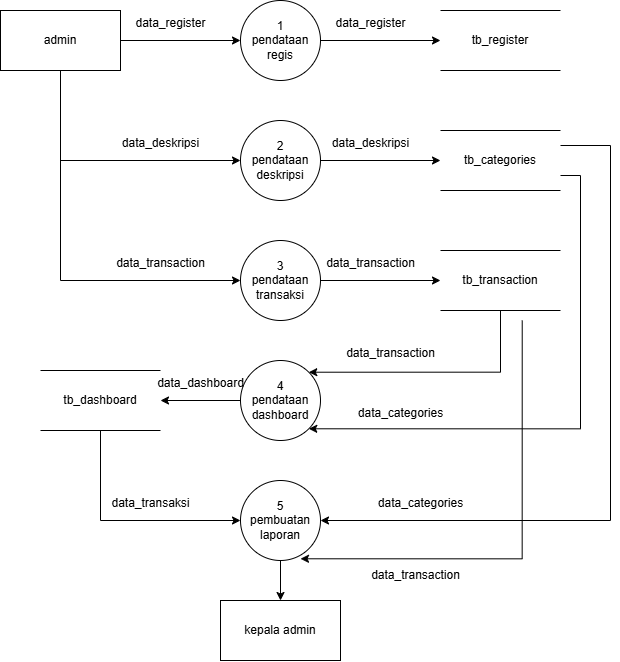 data_register
data_register
admin
1
pendataan
regis
tb_register
data_deskripsi
data_deskripsi
2
pendataan
deskripsi
tb_categories
data_transaction
data_transaction
3
pendataan
transaksi
tb_transaction
data_transaction
data_dashboard
tb_dashboard
4
pendataan
dashboard
data_categories
data_transaksi
5
pembuatan
laporan
data_categories
data_transaction
kepala admin